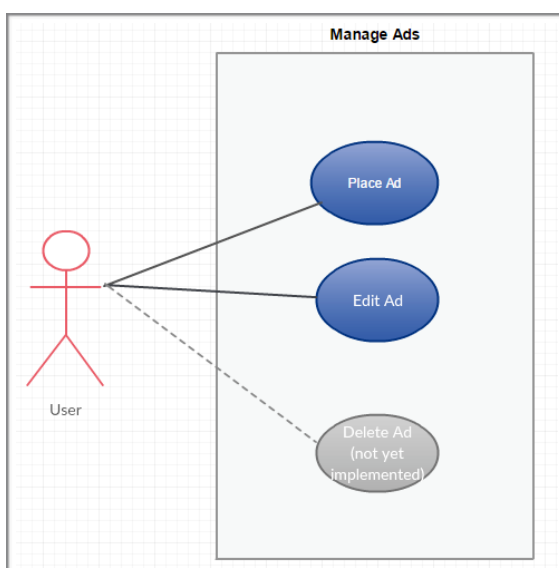 Manage Ads
Place Ad
Edit Ad
User
Delete Ad
(not yet
implemented)